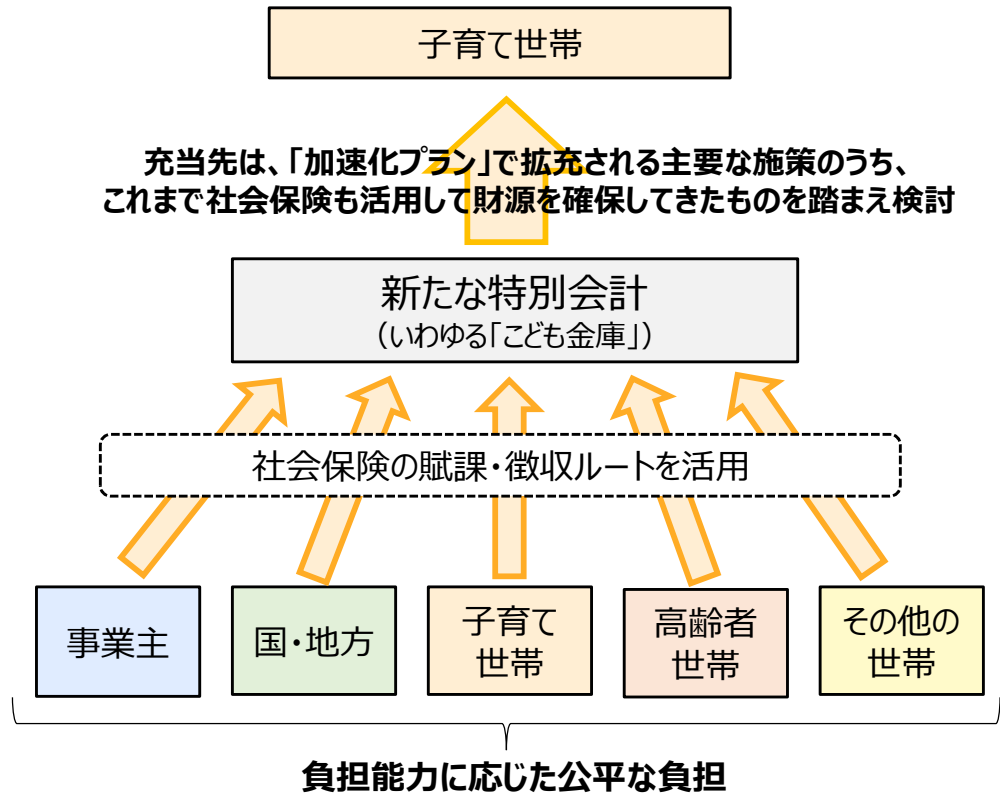 子育て世帯
充当先は、「加速化プラン」で拡充される主要な施策のうち、
これまで社会保険も活用して財源を確保してきたものを踏まえ検討
新たな特別会計
（いわゆる「こども金庫」）
社会保険の賦課・徴収ルートを活用
事業主
国・地方
子育て
世帯
高齢者
世帯
その他の
世帯
負担能力に応じた公平な負担